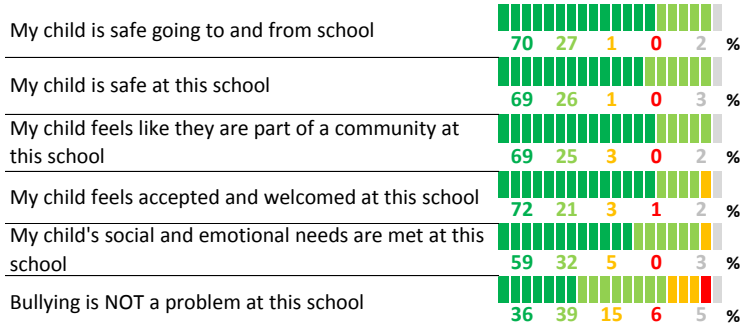 My child is safe going to and from school
70 27 1 0 2 %
My child is safe at this school
69 26 1 0 3 %
My child feels like they are part of a community at
this school
69 25 3 0 2 %
My child feels accepted and welcomed at this school
72 21 3 1 2 %
My child's social and emotional needs are met at this
school
59 32 5 0 3 %
Bullying is NOT a problem at this school
36 39 15 6 5 %